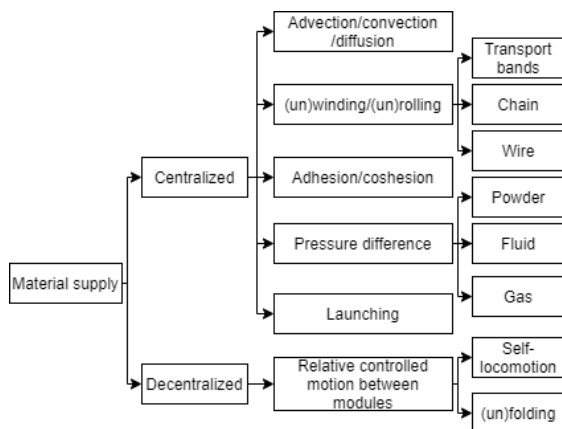 Advection/convection
/diffusion
Transport
bands
(un)winding/(un)rolling
Chain
Wire
Centralized
Adhesion/coshesion
Powder
Pressure difference
Fluid
Material supply
Gas
Launching
Self-
locomotion
Relative controlled
motion between
modules
Decentralized
(un)folding